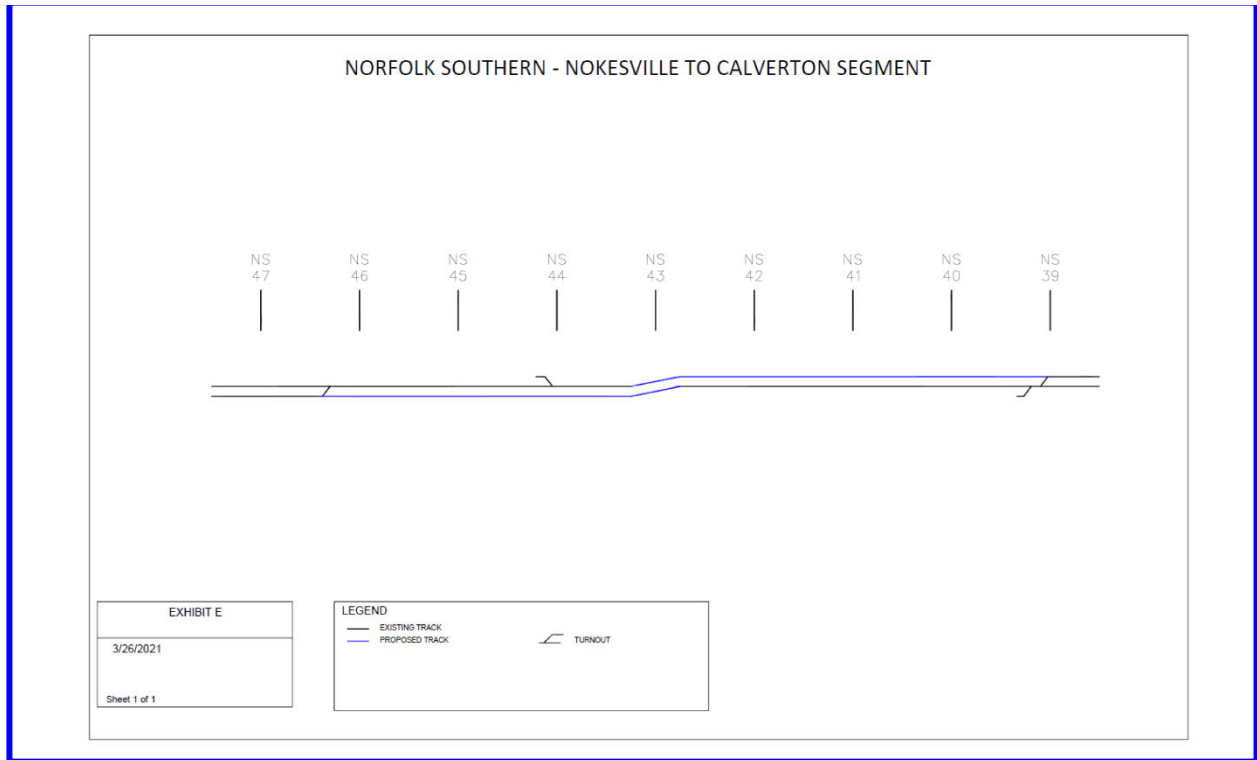 NORFOLK SOUTHERN - NOKESVILLE TO CALVERTON SEGMENT
NS NS NS NS NS NS NS NS NS
47 46 45 44 43 42 41 40 39
EXHIBIT E
3/26/2021
Sheet 1 of 1
LEGEND
EXISTING TRACK
PROPOSED TRACK
TURNOUT